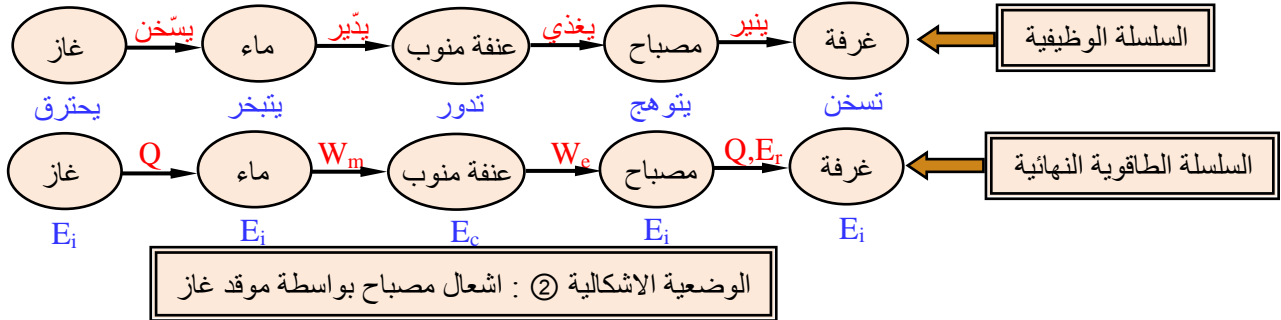 السلسلة الوظيفية
غاز يسّخن ماء يدّير عنفة منوب يغذي مصباح ينير غرفة
يحترق يتبخر تدور يتوهج تسخن
السلسلة الطاقوية النهائية
غاز Q ماء Wm عنفة منوب We مصباح Q,Er غرفة
Ei Ei Ec Ei Ei
الوضعية الاشكالية ② : اشعال مصباح بواسطة موقد غاز